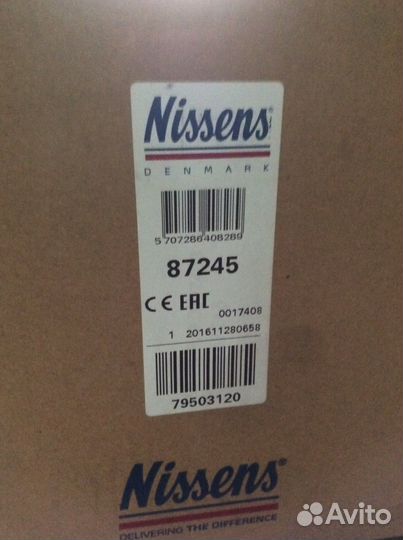 Nissens®
DENMARK
5 707286 408289
87245
CE EAC
0017408
1 201611280658
79503120
Nissens®
DELIVERING THE DIFFERENCE
Avito